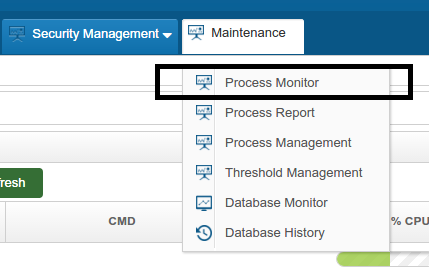 Security Management Maintenance
Process Monitor
Process Report
Process Management
Threshold Management
Database Monitor
Database History
fresh
CMD % CPU